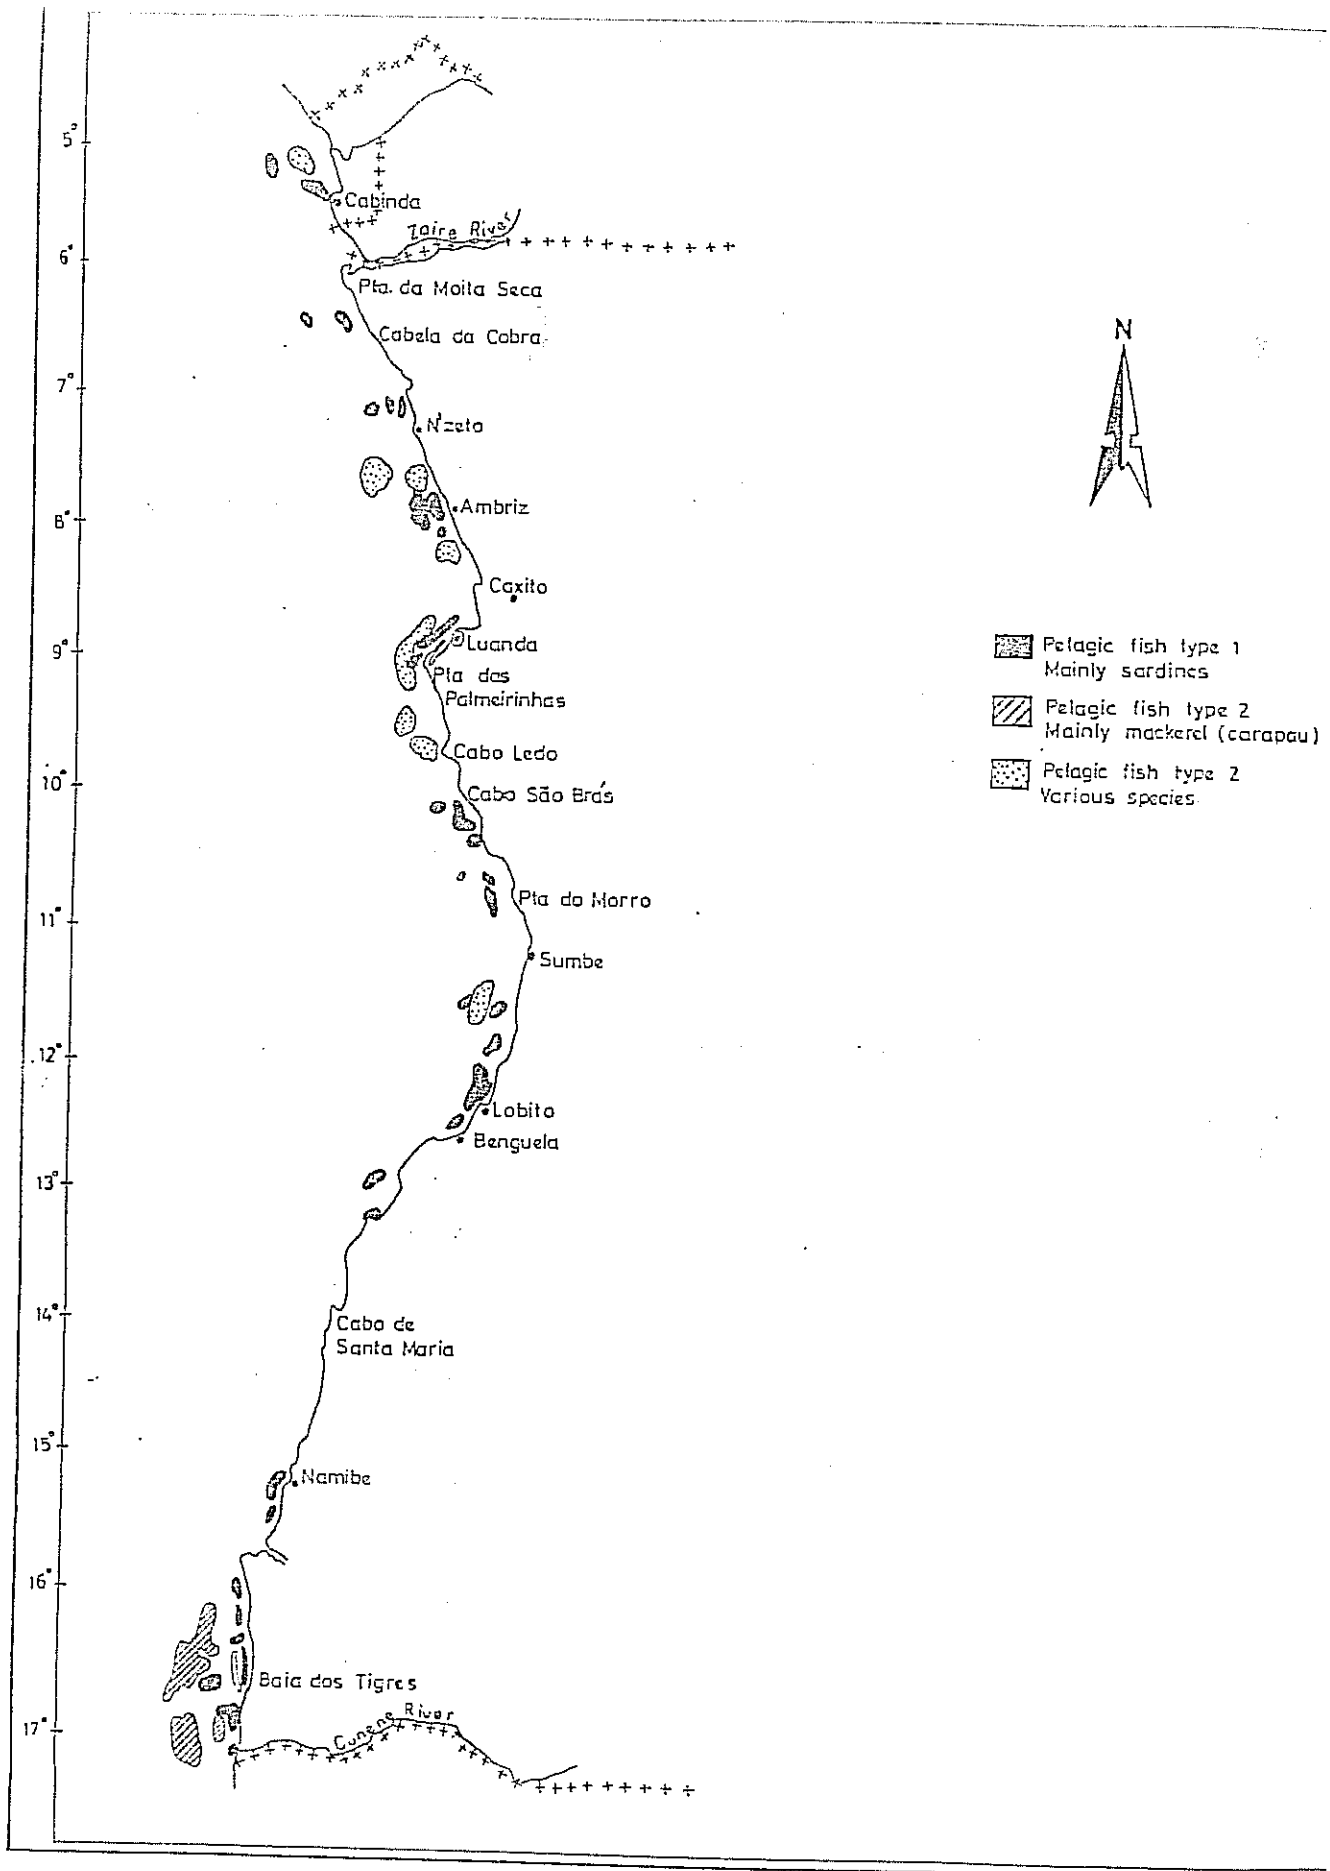 5°
Cabinda
Zaire River
6°
Pta. da Moita Seca
Cabela da Cobra
N
7°
N'zeto
Ambriz
8°
Caxito
9°
Luanda
Pta das
Palmeirinhas
Pelagic fish type 1
Mainly sardines
Pelagic fish type 2
Mainly mackerel (carapau)
Cabo Ledo
10°
Pelagic fish type 2
Various species
Cabo São Brás
Pta do Morro
11°
Sumbe
12°
Lobito
Benguela
13°
14°
Cabo de
Santa Maria
15°
Namibe
16°
Baia dos Tigres
Cunene River
17°